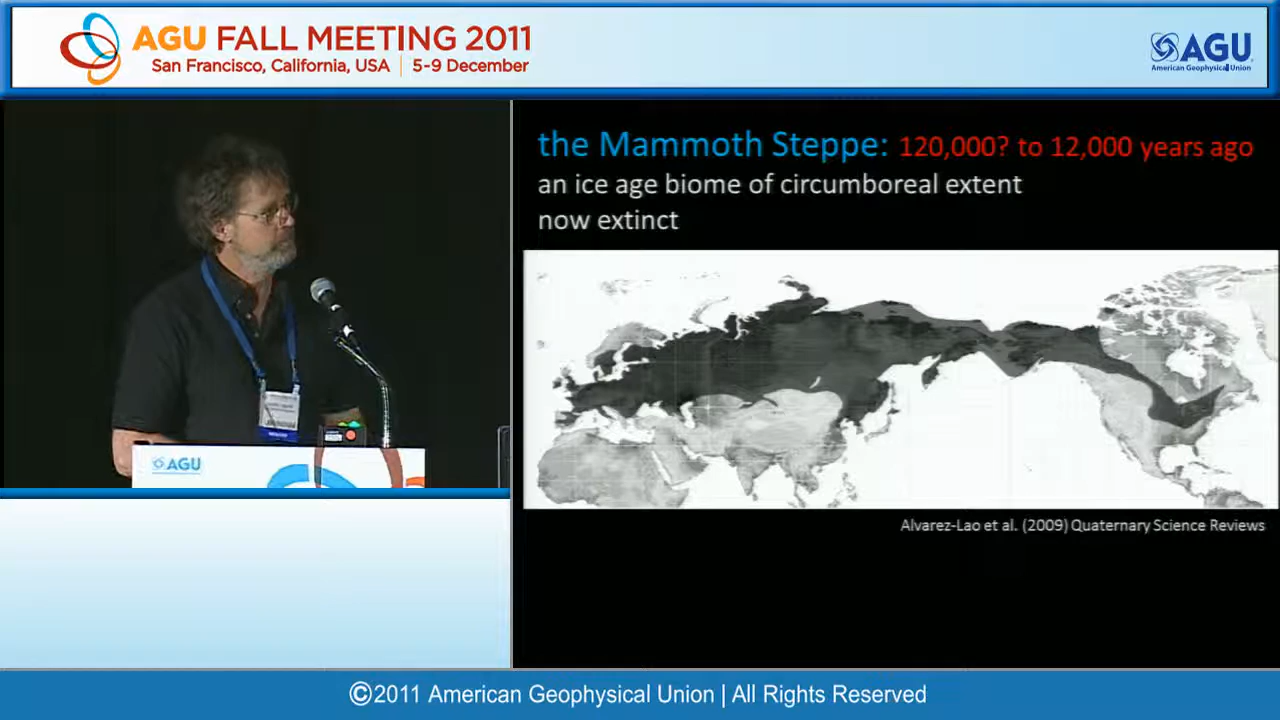 AGU FALL MEETING 2011
San Francisco, California, USA | 5-9 December
AGU
American Geophysical Union
the Mammoth Steppe: 120,000? to 12,000 years ago
an ice age biome of circumboreal extent
now extinct
AGU
Alvarez-Lao et al. (2009) Quaternary Science Reviews
©2011 American Geophysical Union | All Rights Reserved